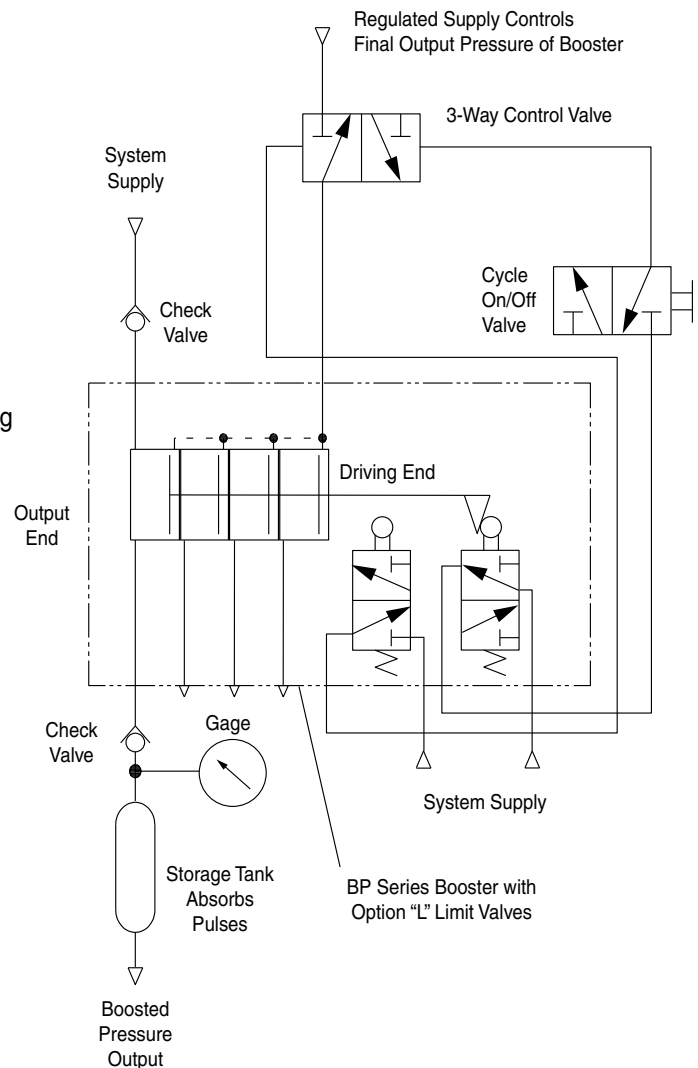 Regulated Supply Controls
Final Output Pressure of Booster
3-Way Control Valve
System
Supply
Cycle
On/Off
Valve
Check
Valve
g
Driving End
Output
End
Check
Valve
Gage
System Supply
Storage Tank
Absorbs
Pulses
BP Series Booster with
Option “L” Limit Valves
Boosted
Pressure
Output